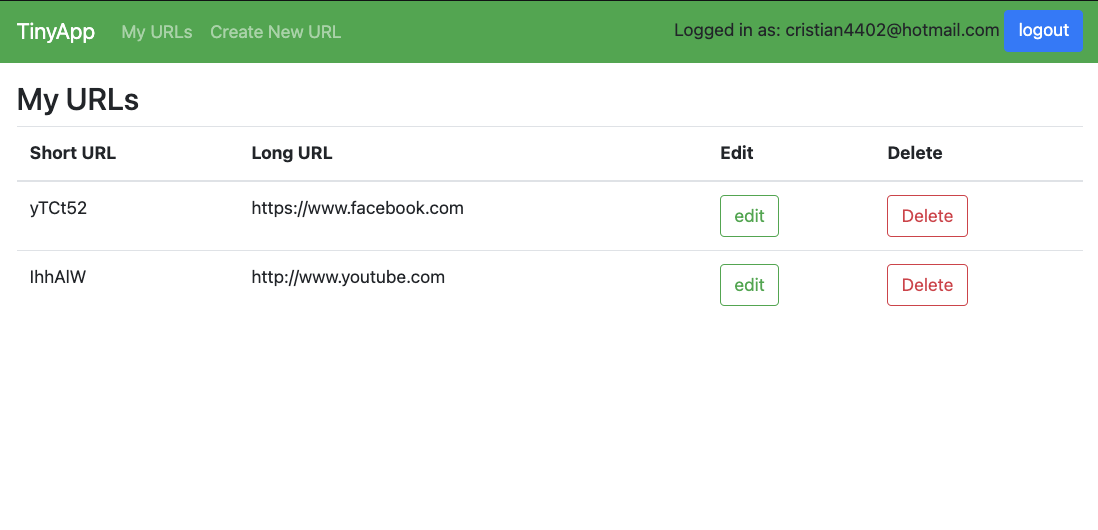 TinyApp My URLs Create New URL Logged in as: cristian4402@hotmail.com logout
My URLs
Short URL Long URL Edit Delete
yTCt52 https://www.facebook.com edit Delete
IhhAlW http://www.youtube.com edit Delete